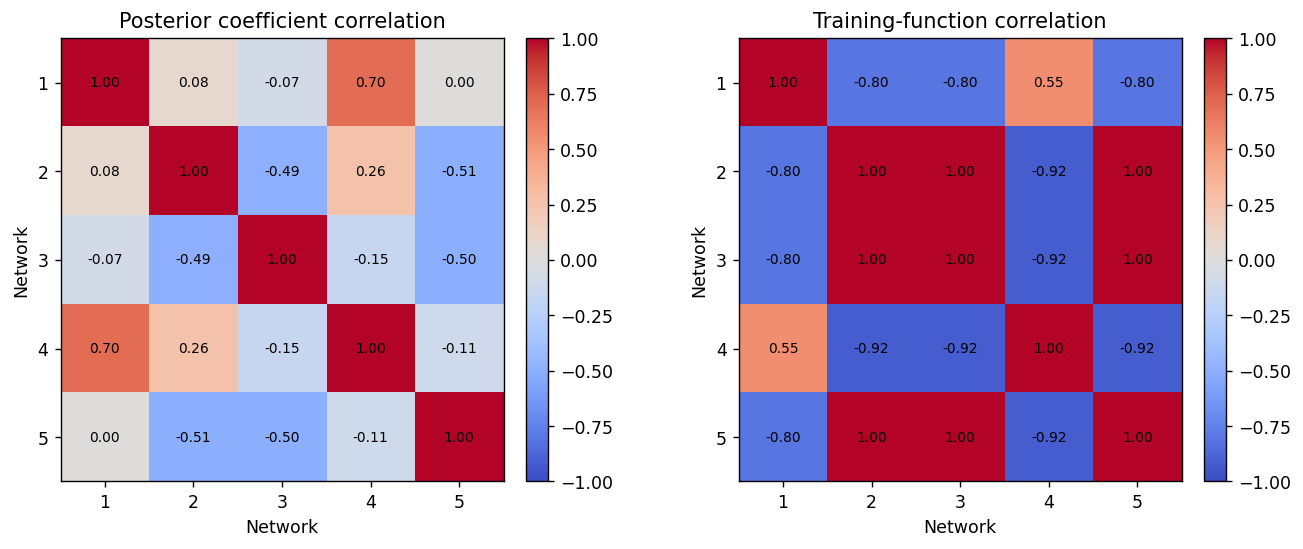 Posterior coefficient correlation
1 1.00 0.08 -0.07 0.70 0.00
2 0.08 1.00 -0.49 0.26 -0.51
3 -0.07 -0.49 1.00 -0.15 -0.50
4 0.70 0.26 -0.15 1.00 -0.11
5 0.00 -0.51 -0.50 -0.11 1.00
1 2 3 4 5
Network
Network
1.00
0.75
0.50
0.25
0.00
−0.25
−0.50
−0.75
−1.00
Training-function correlation
1 1.00 -0.80 -0.80 0.55 -0.80
2 -0.80 1.00 1.00 -0.92 1.00
3 -0.80 1.00 1.00 -0.92 1.00
4 0.55 -0.92 -0.92 1.00 -0.92
5 -0.80 1.00 1.00 -0.92 1.00
1 2 3 4 5
Network
Network
1.00
0.75
0.50
0.25
0.00
−0.25
−0.50
−0.75
−1.00